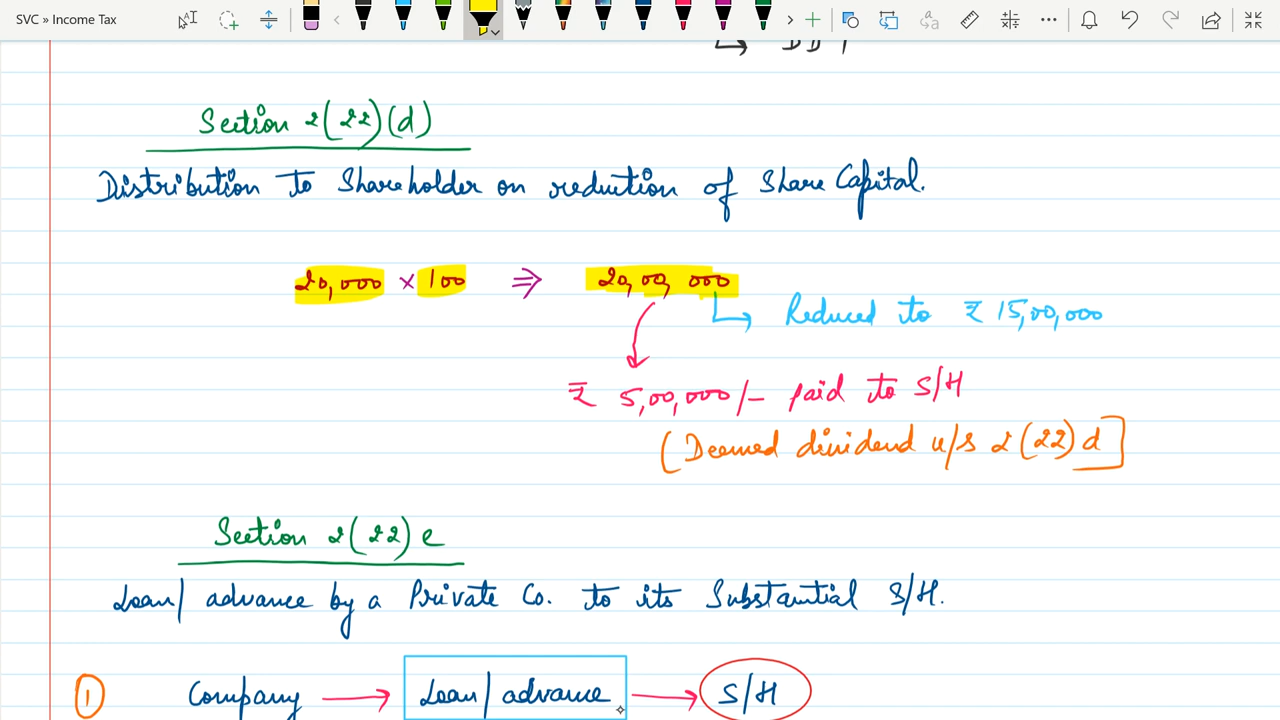 SVC » Income Tax
↳ DDT
Section 2(22)(d)
Distribution to Shareholder on reduction of Share Capital.
20,000 × 100 ⇒ 20,00,000
↳ Reduced to ₹ 15,00,000
₹ 5,00,000/- paid to S/H
(Deemed dividend u/s 2(22)d]
Section 2(22)e
Loan/advance by a Private Co. to its Substantial S/H.
① Company → Loan/advance → S/H